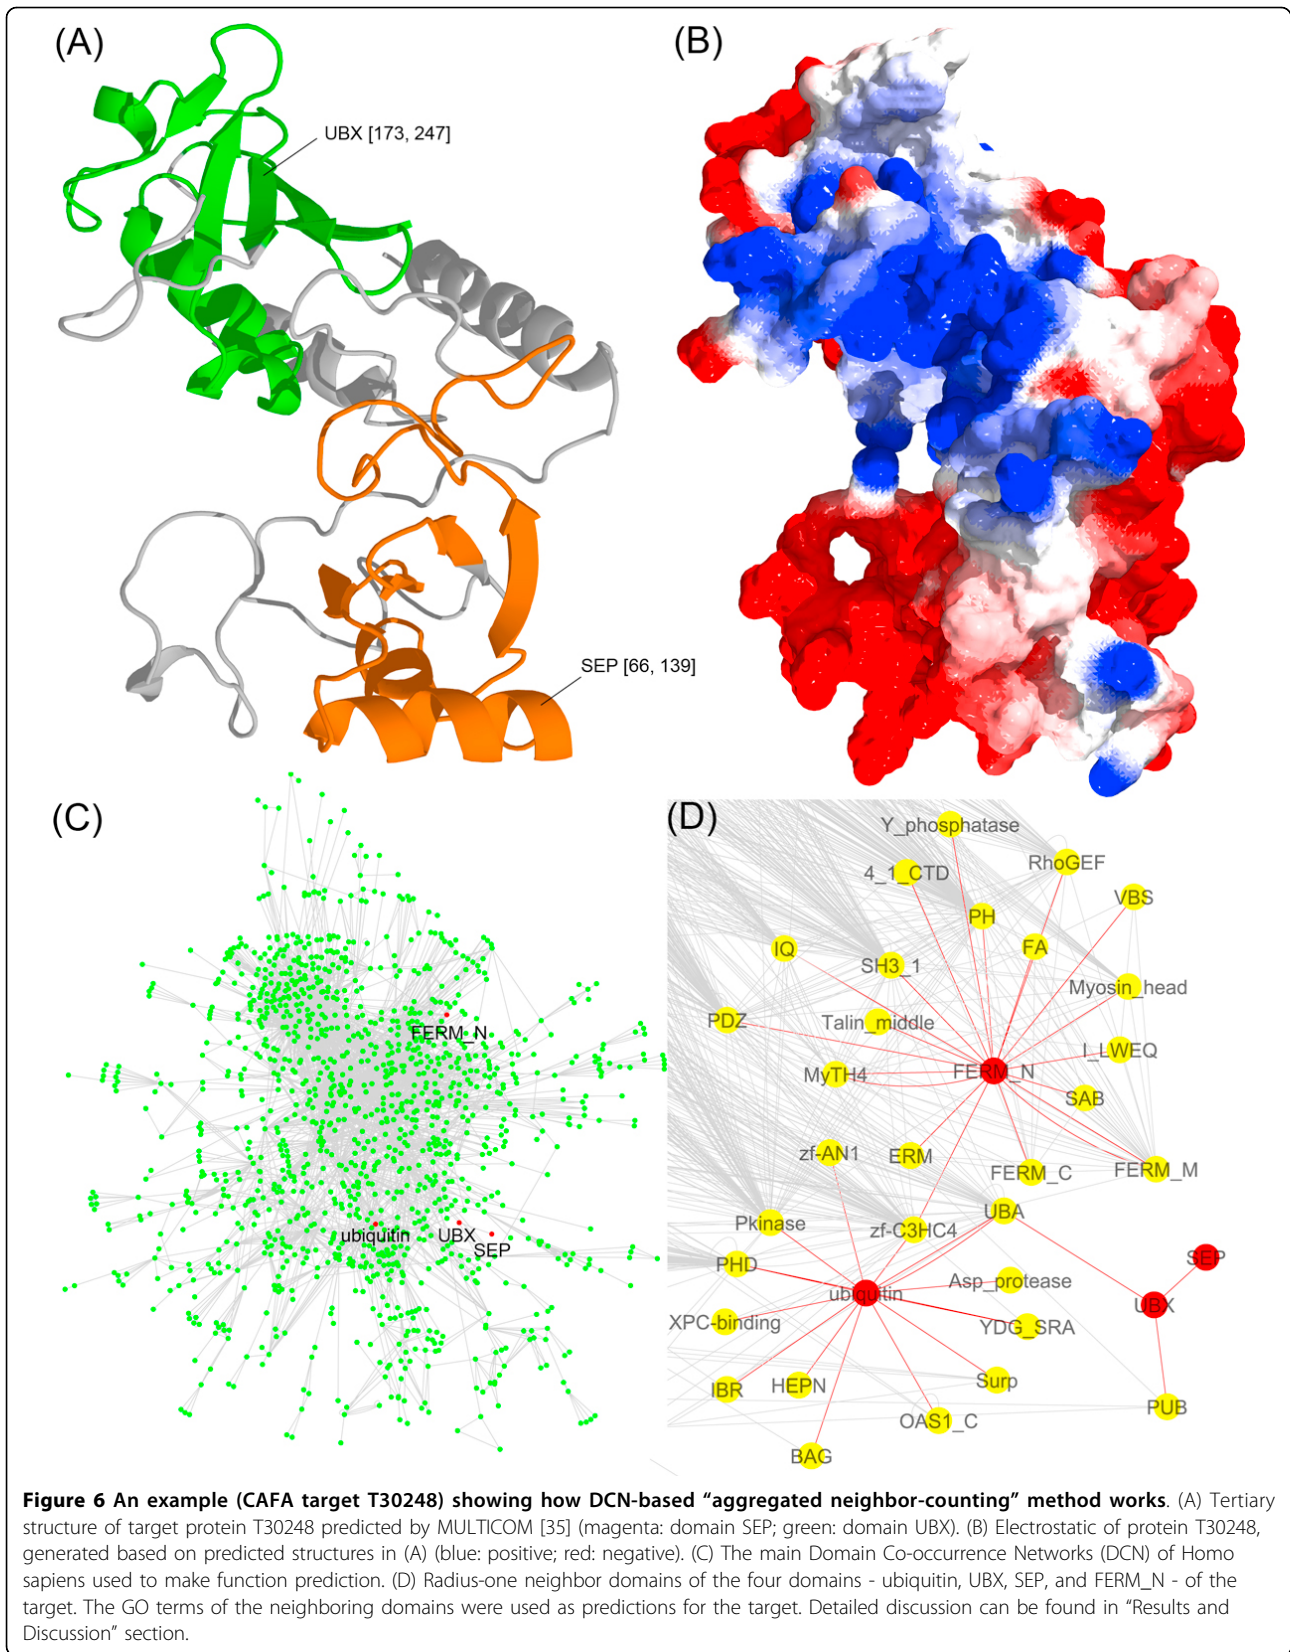 (A)
(B)
UBX [173, 247]
SEP [66, 139]
(C)
FERM_N
ubiquitin
UBX
SEP
(D)
Y_phosphatase
4_1_CTD
RhoGEF
VBS
PH
IQ
SH3_1
FA
Myosin_head
PDZ
Talin_middle
I_LWEQ
MyTH4
FERM_N
SAB
zf-AN1
ERM
FERM_C
FERM_M
Pkinase
zf-C3HC4
UBA
PHD
SEP
Asp_protease
ubiquitin
UBX
XPC-binding
YDG_SRA
IBR
HEPN
Surp
PUB
OAS1_C
BAG
Figure 6 An example (CAFA target T30248) showing how DCN-based “aggregated neighbor-counting” method works. (A) Tertiary
structure of target protein T30248 predicted by MULTICOM [35] (magenta: domain SEP; green: domain UBX). (B) Electrostatic of protein T30248,
generated based on predicted structures in (A) (blue: positive; red: negative). (C) The main Domain Co-occurrence Networks (DCN) of Homo
sapiens used to make function prediction. (D) Radius-one neighbor domains of the four domains - ubiquitin, UBX, SEP, and FERM_N - of the
target. The GO terms of the neighboring domains were used as predictions for the target. Detailed discussion can be found in “Results and
Discussion” section.